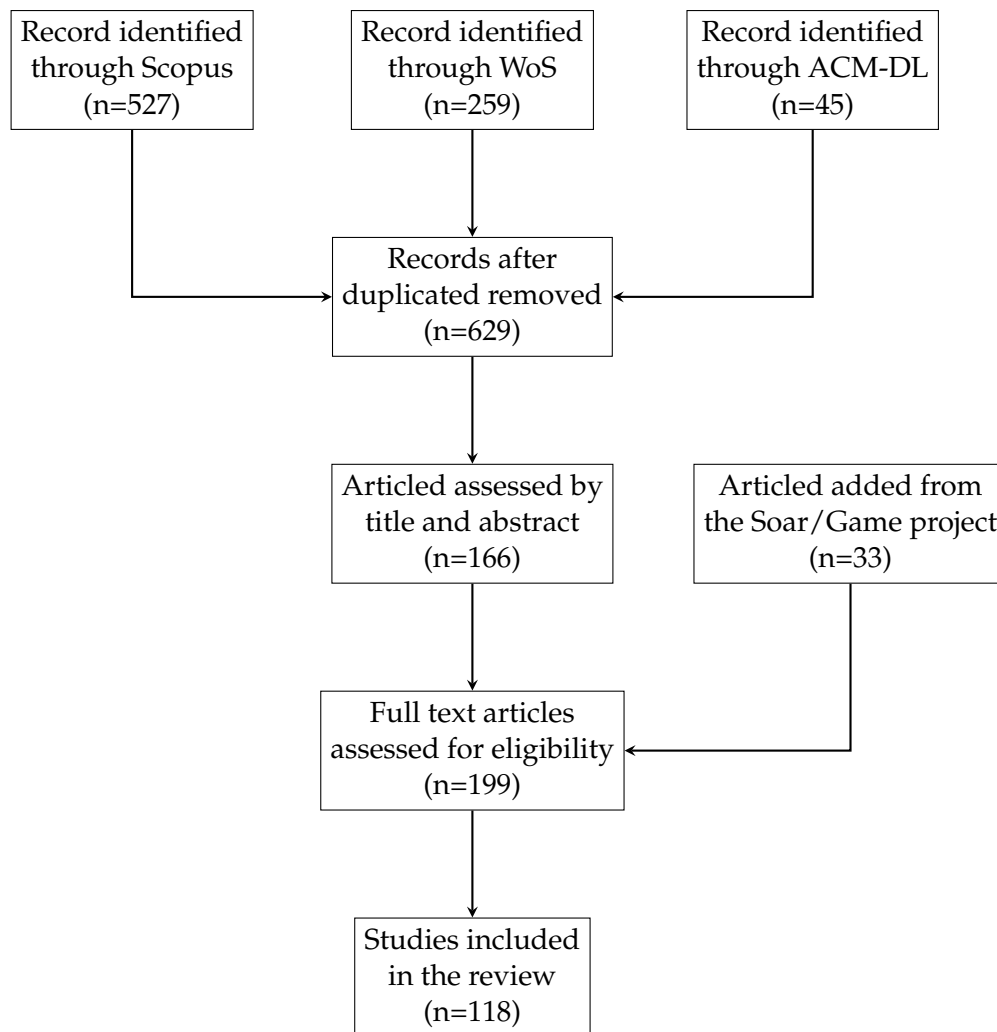 Record identified
through Scopus
(n=527)
Record identified
through WoS
(n=259)
Record identified
through ACM-DL
(n=45)
Records after
duplicated removed
(n=629)
Articled assessed by
title and abstract
(n=166)
Articled added from
the Soar/Game project
(n=33)
Full text articles
assessed for eligibility
(n=199)
Studies included
in the review
(n=118)